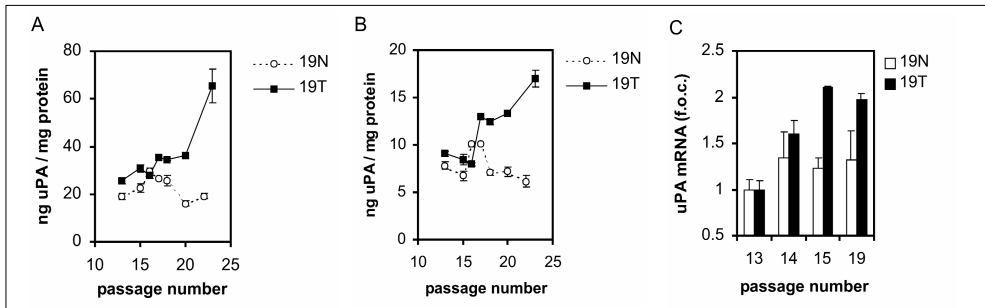 A
ng uPA / mg protein
80
60
40
20
0
10 15 20 25
passage number
19N
19T
B
ng uPA / mg protein
20
15
10
5
0
10 15 20 25
passage number
19N
19T
C
uPA mRNA (f.o.c.)
2.5
2
1.5
1
0.5
13 14 15 19
passage number
19N
19T